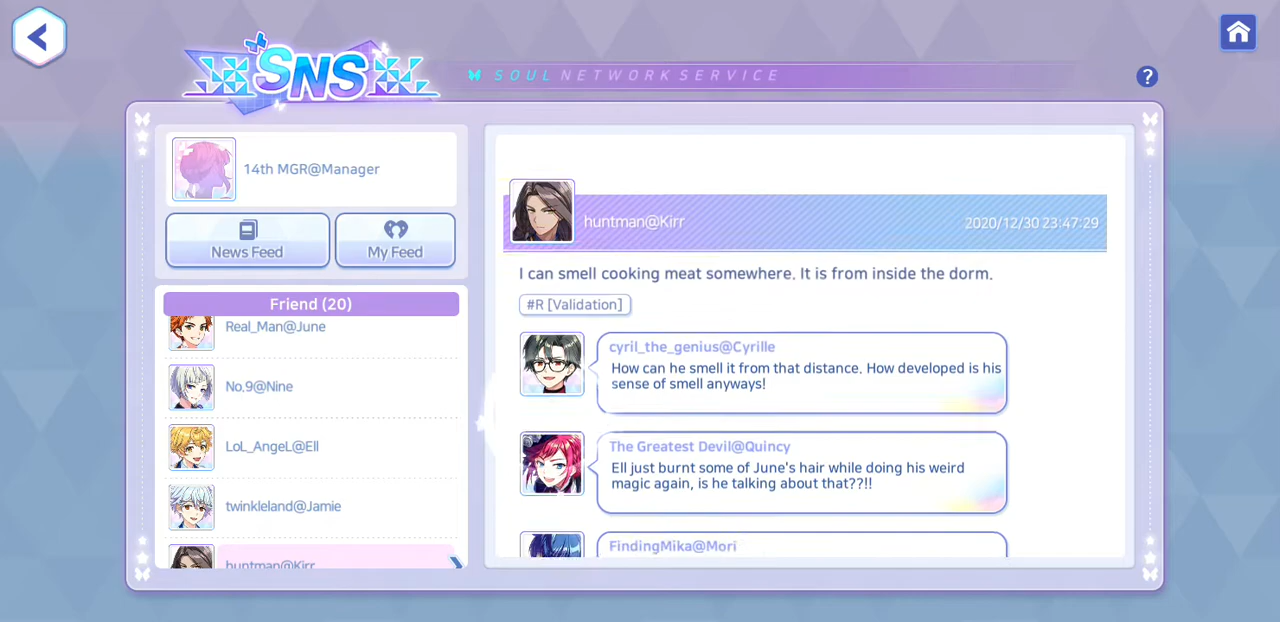 SNS
SOUL NETWORK SERVICE
?
14th MGR@Manager
News Feed
My Feed
Friend (20)
Real_Man@June
No.9@Nine
LoL_AngeL@Ell
twinkleland@Jamie
huntman@Kirr
huntman@Kirr
2020/12/30 23:47:29
I can smell cooking meat somewhere. It is from inside the dorm.
#R [Validation]
cyril_the_genius@Cyrille
How can he smell it from that distance. How developed is his
sense of smell anyways!
The Greatest Devil@Quincy
Ell just burnt some of June's hair while doing his weird
magic again, is he talking about that??!!
FindingMika@Mori